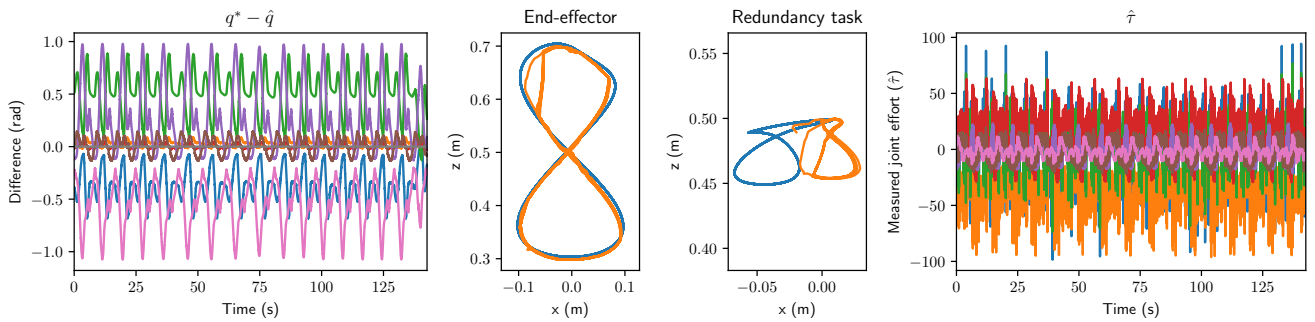 q* − q̂
Difference (rad)
1.0
0.5
0.0
−0.5
−1.0
0 25 50 75 100 125
Time (s)
End-effector
z (m)
0.7
0.6
0.5
0.4
0.3
−0.1 0.0 0.1
x (m)
Redundancy task
z (m)
0.55
0.50
0.45
0.40
−0.05 0.00
x (m)
τ̂
Measured joint effort (τ̂)
100
50
0
−50
−100
0 25 50 75 100 125
Time (s)